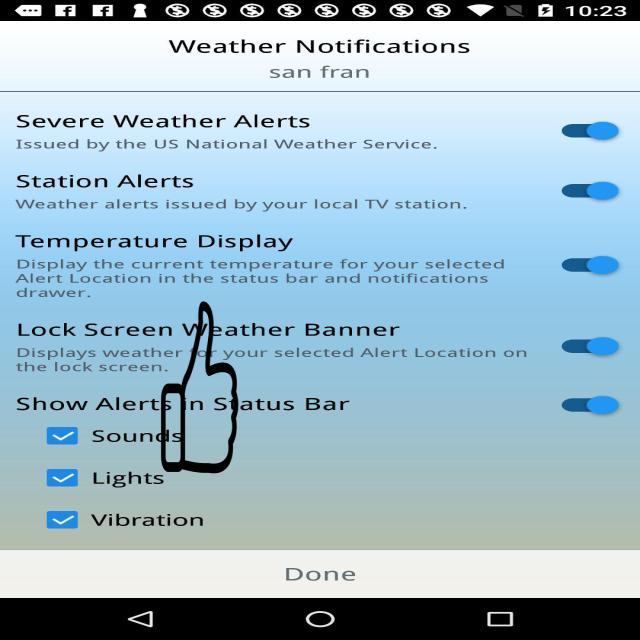 10:23
Weather Notifications
san fran
Severe Weather Alerts
Issued by the US National Weather Service.
Station Alerts
Weather alerts issued by your local TV station.
Temperature Display
Display the current temperature for your selected
Alert Location in the status bar and notifications
drawer.
Lock Screen Weather Banner
Displays weather for your selected Alert Location on
the lock screen.
Show Alerts in Status Bar
Sounds
Lights
Vibration
Done